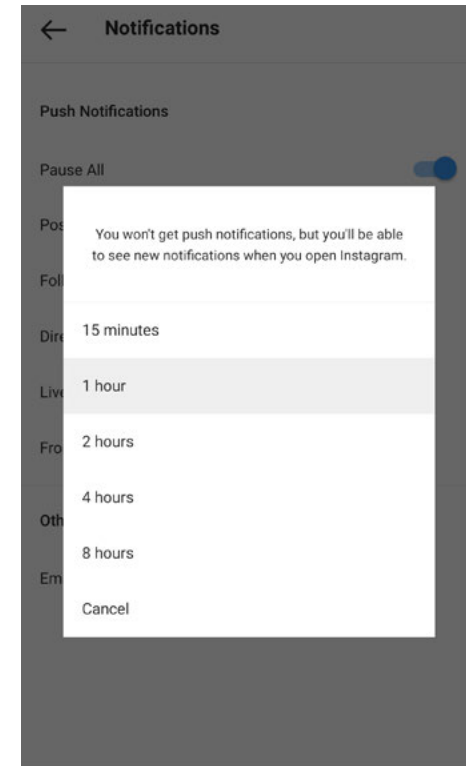 Notifications
Push Notifications
Pause All
You won't get push notifications, but you'll be able
to see new notifications when you open Instagram.
15 minutes
1 hour
2 hours
4 hours
8 hours
Cancel